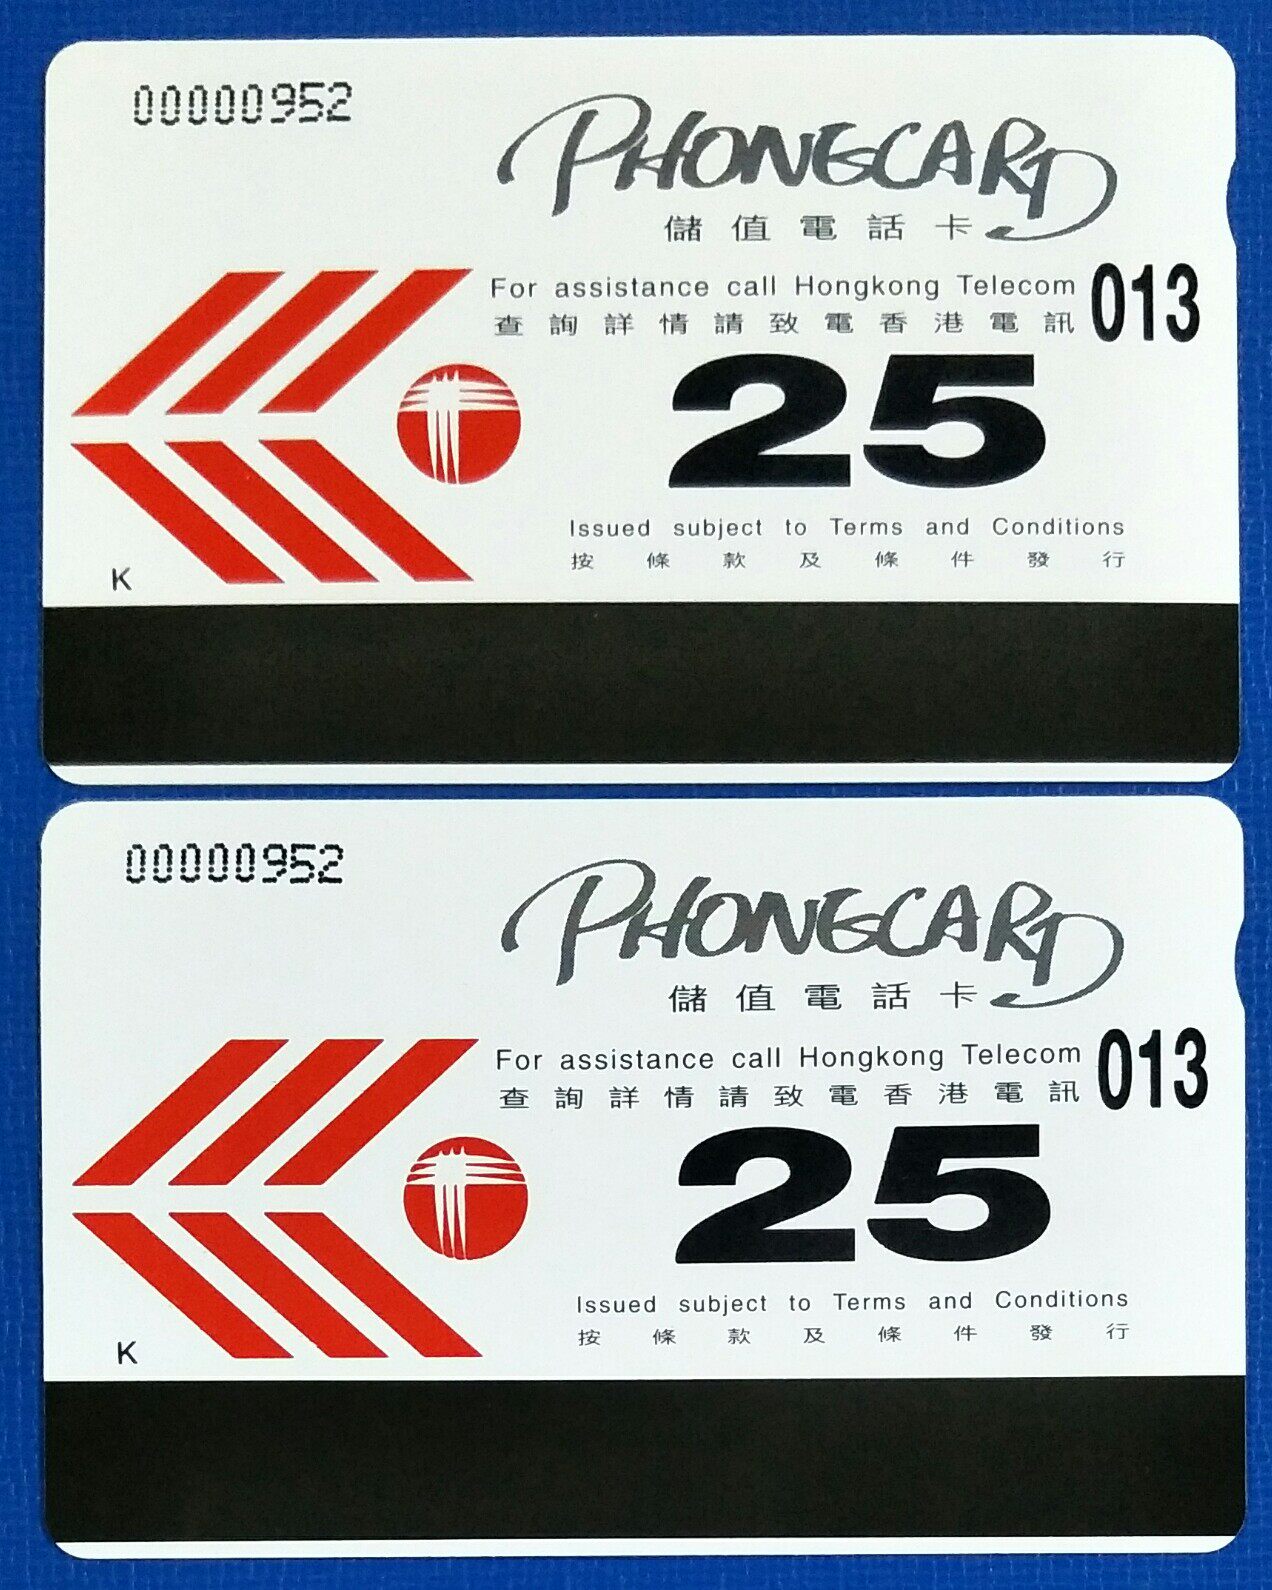 00000952
PHONECARD
儲值電話卡
For assistance call Hongkong Telecom 013
查詢詳情請致電香港電訊
25
Issued subject to Terms and Conditions
按條款及條件發行
K
00000952
PHONECARD
儲值電話卡
For assistance call Hongkong Telecom 013
查詢詳情請致電香港電訊
25
Issued subject to Terms and Conditions
按條款及條件發行
K